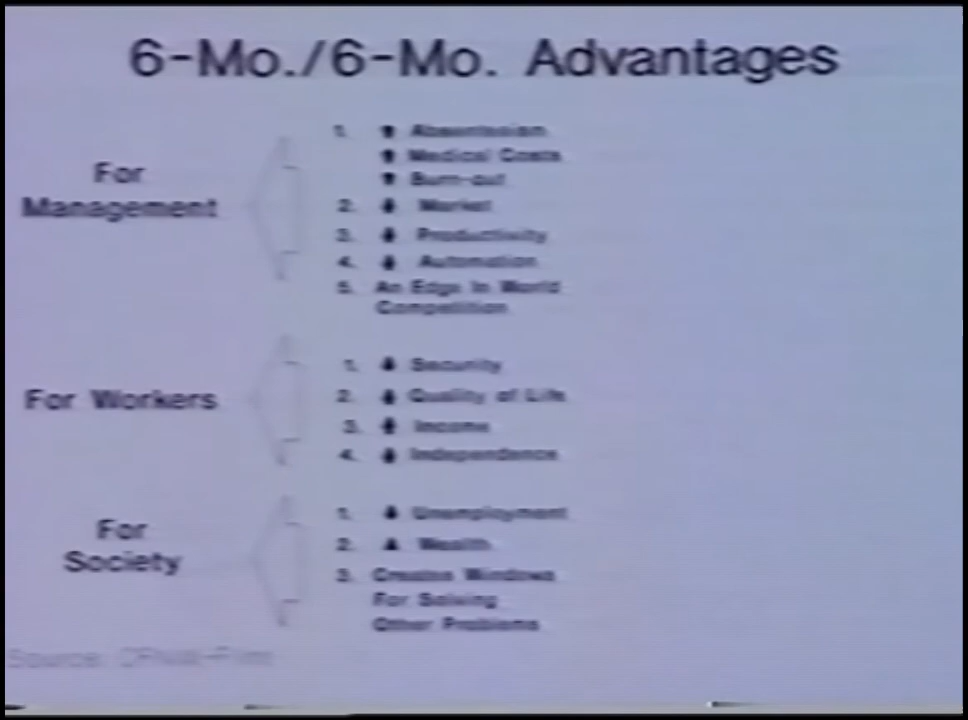 6-Mo./6-Mo. Advantages
For
Management
1. Absenteeism
Medical Costs
Burn-out
2. Market
3. Productivity
4. Automation
5. An Edge In World
Competition
For Workers
1. Security
2. Quality of Life
3. Income
4. Independence
For
Society
1. Unemployment
2. Wealth
3. Creates Windows
For Solving
Other Problems
Source: